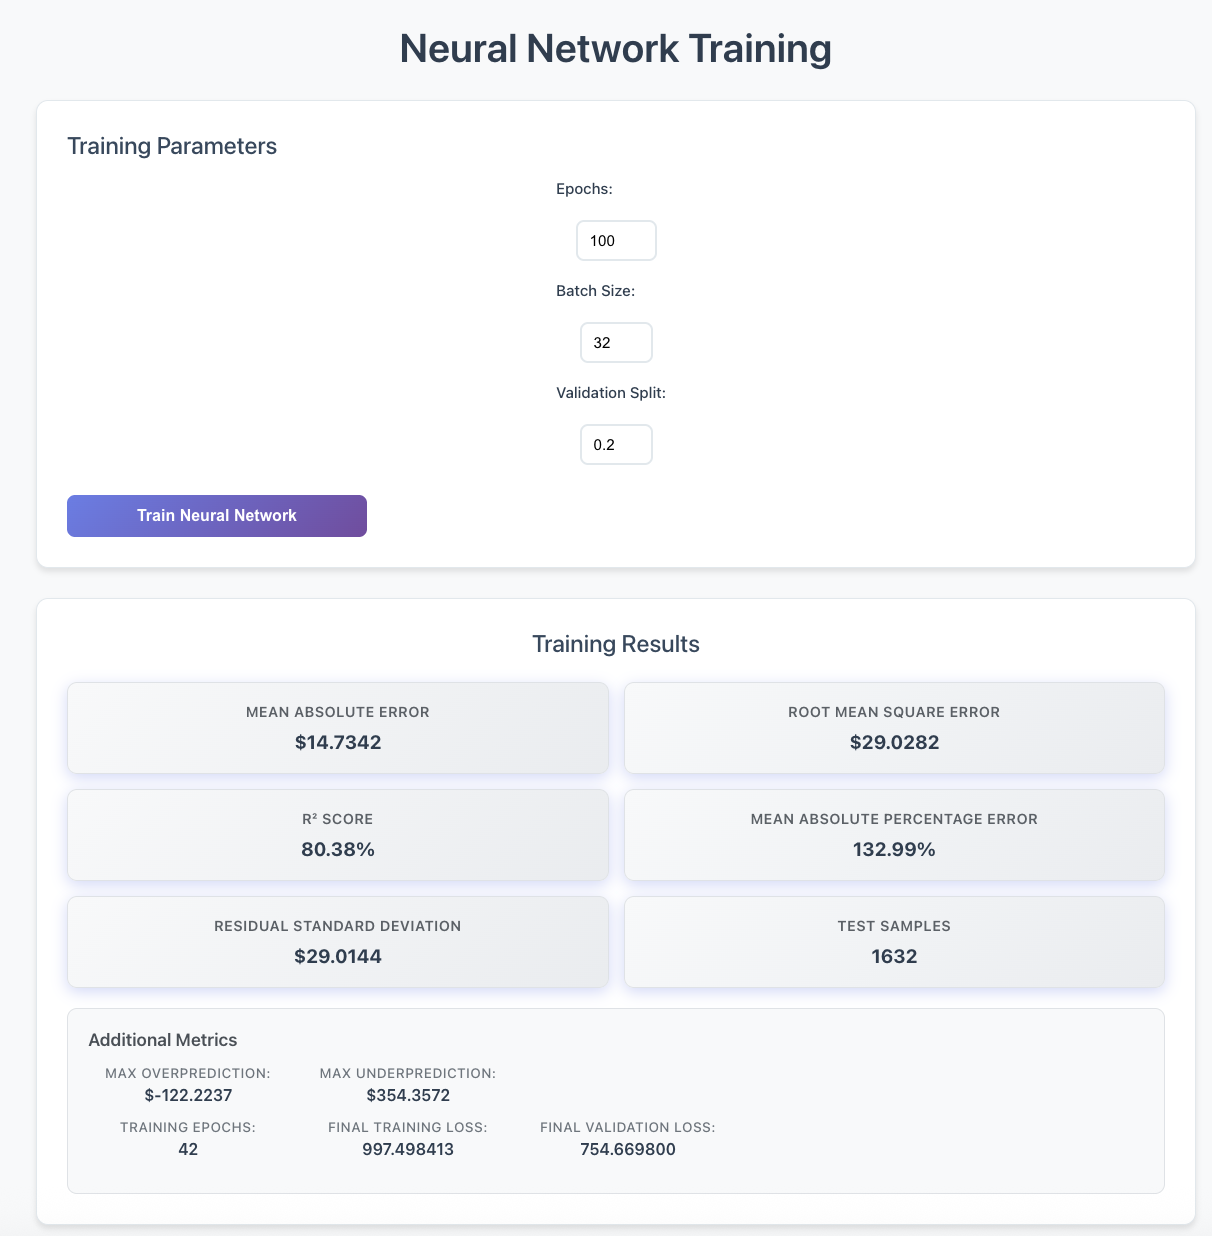 Neural Network Training
Training Parameters
Epochs:
100
Batch Size:
32
Validation Split:
0.2
Train Neural Network
Training Results
MEAN ABSOLUTE ERROR
$14.7342
ROOT MEAN SQUARE ERROR
$29.0282
R² SCORE
80.38%
MEAN ABSOLUTE PERCENTAGE ERROR
132.99%
RESIDUAL STANDARD DEVIATION
$29.0144
TEST SAMPLES
1632
Additional Metrics
MAX OVERPREDICTION:
$-122.2237
MAX UNDERPREDICTION:
$354.3572
TRAINING EPOCHS:
42
FINAL TRAINING LOSS:
997.498413
FINAL VALIDATION LOSS:
754.669800